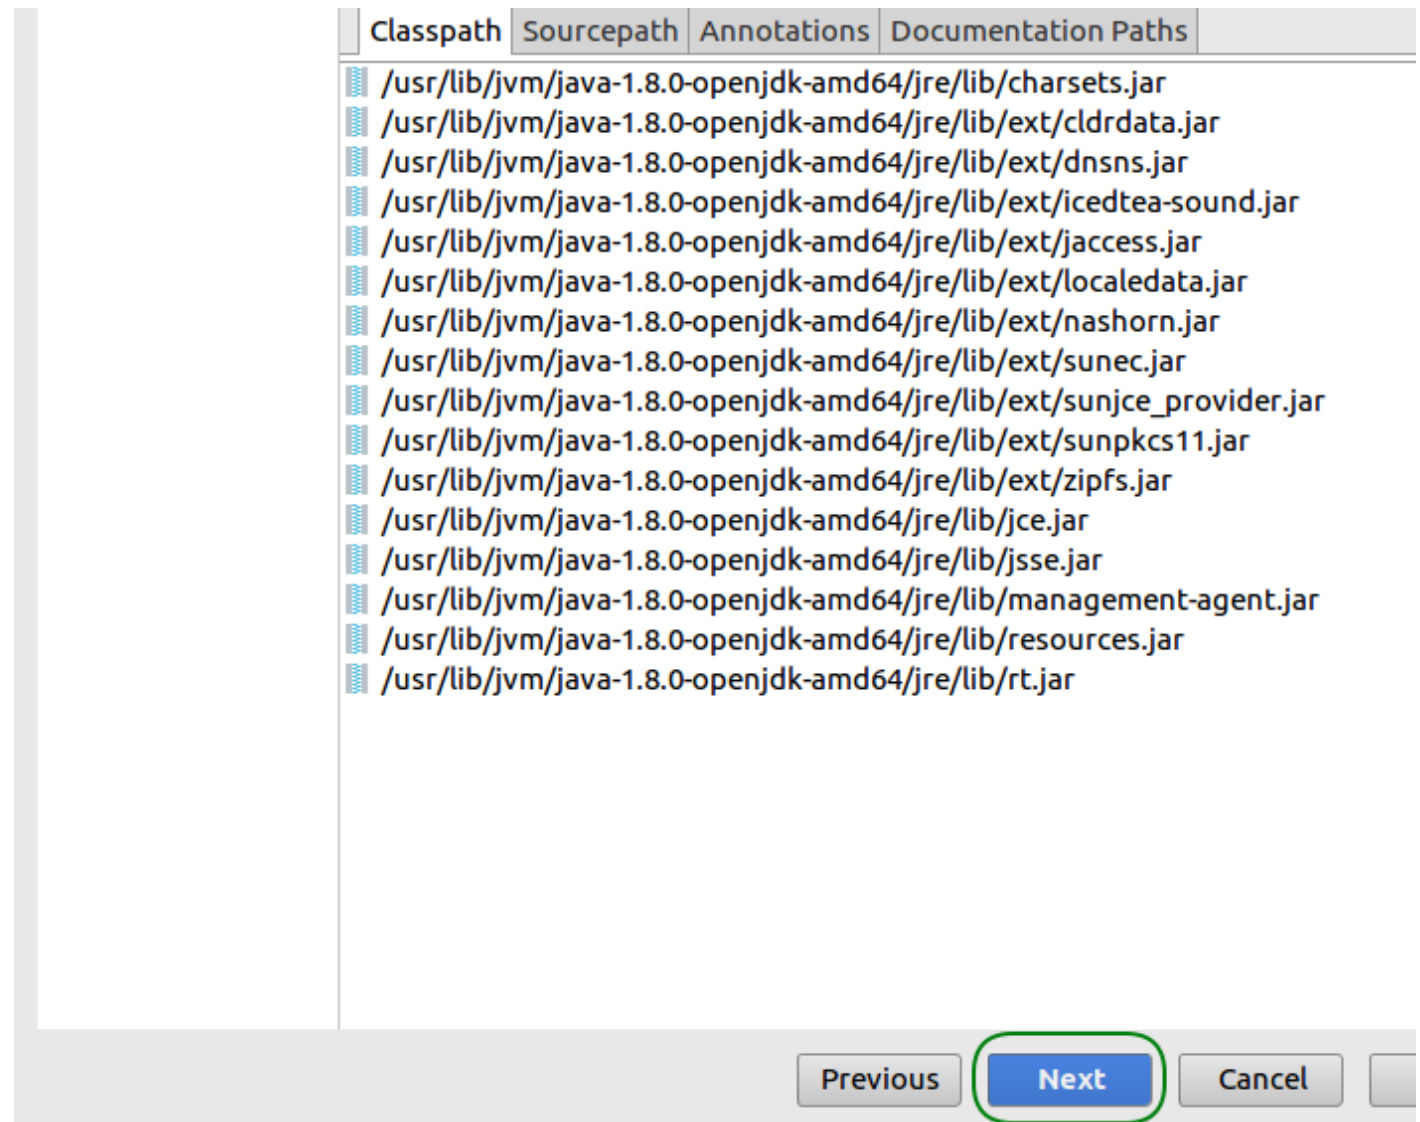 Classpath Sourcepath Annotations Documentation Paths
/usr/lib/jvm/java-1.8.0-openjdk-amd64/jre/lib/charsets.jar
/usr/lib/jvm/java-1.8.0-openjdk-amd64/jre/lib/ext/cldrdata.jar
/usr/lib/jvm/java-1.8.0-openjdk-amd64/jre/lib/ext/dnsns.jar
/usr/lib/jvm/java-1.8.0-openjdk-amd64/jre/lib/ext/icedtea-sound.jar
/usr/lib/jvm/java-1.8.0-openjdk-amd64/jre/lib/ext/jaccess.jar
/usr/lib/jvm/java-1.8.0-openjdk-amd64/jre/lib/ext/localedata.jar
/usr/lib/jvm/java-1.8.0-openjdk-amd64/jre/lib/ext/nashorn.jar
/usr/lib/jvm/java-1.8.0-openjdk-amd64/jre/lib/ext/sunec.jar
/usr/lib/jvm/java-1.8.0-openjdk-amd64/jre/lib/ext/sunjce_provider.jar
/usr/lib/jvm/java-1.8.0-openjdk-amd64/jre/lib/ext/sunpkcs11.jar
/usr/lib/jvm/java-1.8.0-openjdk-amd64/jre/lib/ext/zipfs.jar
/usr/lib/jvm/java-1.8.0-openjdk-amd64/jre/lib/jce.jar
/usr/lib/jvm/java-1.8.0-openjdk-amd64/jre/lib/jsse.jar
/usr/lib/jvm/java-1.8.0-openjdk-amd64/jre/lib/management-agent.jar
/usr/lib/jvm/java-1.8.0-openjdk-amd64/jre/lib/resources.jar
/usr/lib/jvm/java-1.8.0-openjdk-amd64/jre/lib/rt.jar
Previous Next Cancel